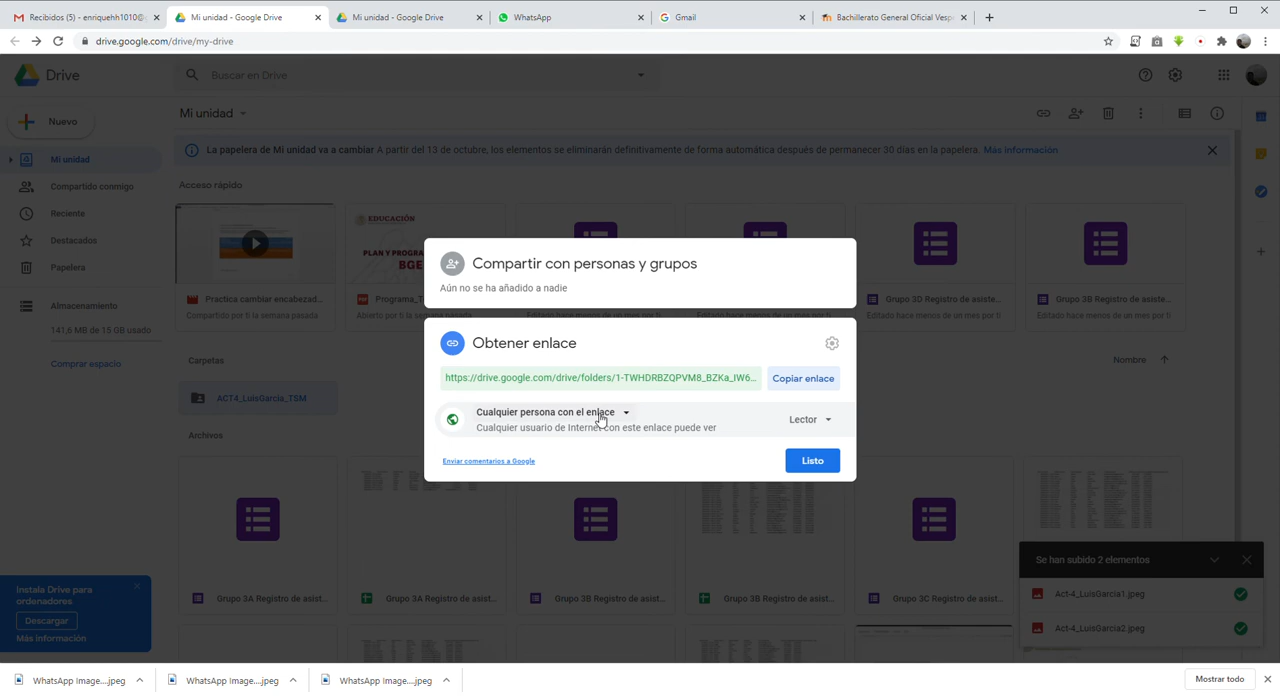 Recibidos (5) - enriquehh1010@
Mi unidad - Google Drive
Mi unidad - Google Drive
WhatsApp
Gmail
Bachillerato General Oficial Vesp
drive.google.com/drive/my-drive
Drive
Buscar en Drive
Nuevo
Mi unidad
Mi unidad
La papelera de Mi unidad va a cambiar A partir del 13 de octubre, los elementos se eliminarán definitivamente de forma automática después de permanecer 30 días en la papelera. Más información
Compartido conmigo
Reciente
Destacados
Papelera
Almacenamiento
141,6 MB de 15 GB usado
Comprar espacio
Acceso rápido
EDUCACIÓN
PLAN Y PROGRAMA
BGE
Practica cambiar encabezad...
Compartido por ti la semana pasada
Programa_T
Abierto por ti la semana pasada
Editado hace menos de un mes por ti
Editado hace menos de un mes por ti
Grupo 3D Registro de asiste...
Editado hace menos de un mes por ti
Grupo 3B Registro de asiste...
Editado hace menos de un mes por ti
Compartir con personas y grupos
Aún no se ha añadido a nadie
Obtener enlace
https://drive.google.com/drive/folders/1-TWHDRBZQPVM8_BZKa_IW6...
Copiar enlace
Cualquier persona con el enlace
Cualquier usuario de Internet con este enlace puede ver
Lector
Enviar comentarios a Google
Listo
Carpetas
Nombre
ACT4_LuisGarcia_TSM
Archivos
Grupo 3A Registro de asist...
Grupo 3A Registro de asist...
Grupo 3B Registro de asist...
Grupo 3B Registro de asist...
Grupo 3C Registro de asist...
Instala Drive para
ordenadores
Descargar
Más información
Se han subido 2 elementos
Act-4_LuisGarcia1.jpeg
Act-4_LuisGarcia2.jpeg
WhatsApp Image....jpeg
WhatsApp Image....jpeg
WhatsApp Image....jpeg
Mostrar todo